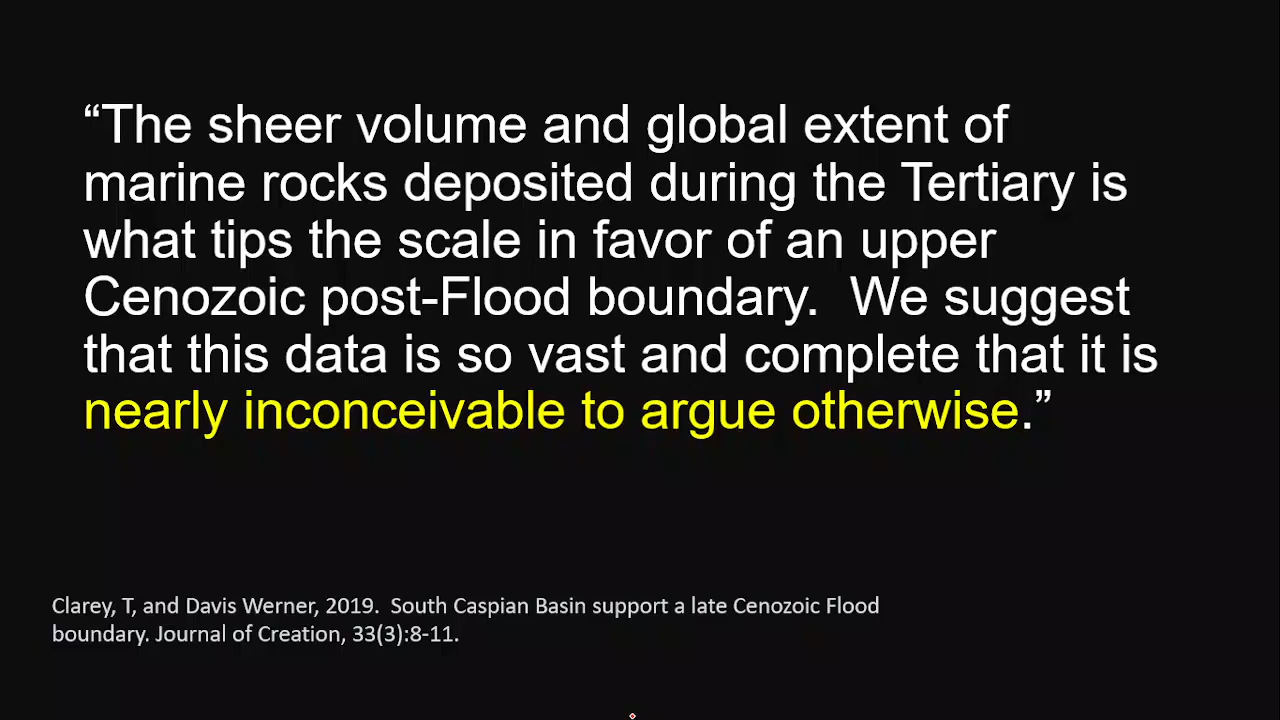 “The sheer volume and global extent of
marine rocks deposited during the Tertiary is
what tips the scale in favor of an upper
Cenozoic post-Flood boundary.  We suggest
that this data is so vast and complete that it is
nearly inconceivable to argue otherwise.”
Clarey, T, and Davis Werner, 2019.  South Caspian Basin support a late Cenozoic Flood
boundary. Journal of Creation, 33(3):8-11.